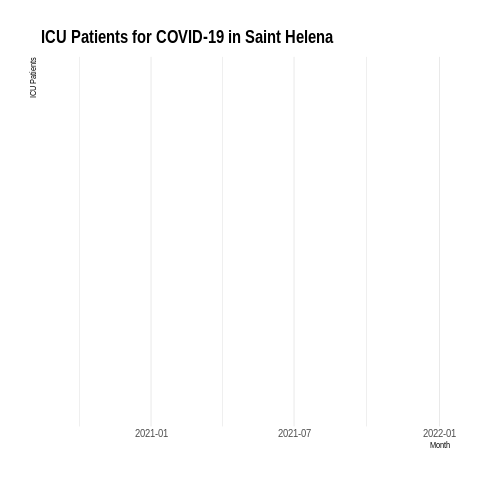 ICU Patients for COVID-19 in Saint Helena
ICU Patients
2021-01
2021-07
2022-01
Month